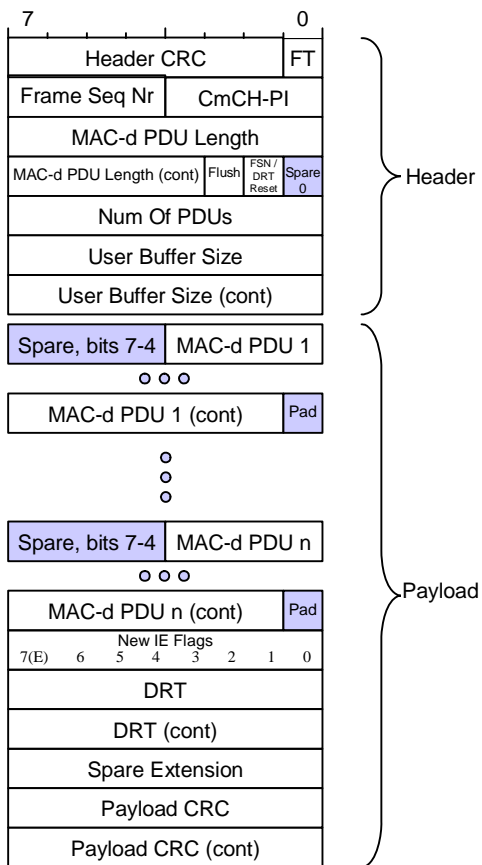 7 0
Header CRC FT
Frame Seq Nr CmCH-PI
MAC-d PDU Length
MAC-d PDU Length (cont) Flush FSN / DRT Reset Spare 0
Num Of PDUs
User Buffer Size
User Buffer Size (cont)
Header
Spare, bits 7-4 MAC-d PDU 1
MAC-d PDU 1 (cont) Pad
Spare, bits 7-4 MAC-d PDU n
MAC-d PDU n (cont) Pad
New IE Flags
7(E) 6 5 4 3 2 1 0
DRT
DRT (cont)
Spare Extension
Payload CRC
Payload CRC (cont)
Payload